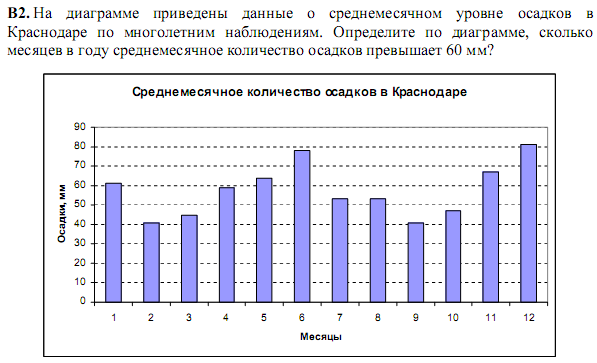 В2. На диаграмме приведены данные о среднемесячном уровне осадков в
Краснодаре по многолетним наблюдениям. Определите по диаграмме, сколько
месяцев в году среднемесячное количество осадков превышает 60 мм?
Среднемесячное количество осадков в Краснодаре
Осадки, мм
90
80
70
60
50
40
30
20
10
0
1 2 3 4 5 6 7 8 9 10 11 12
Месяцы